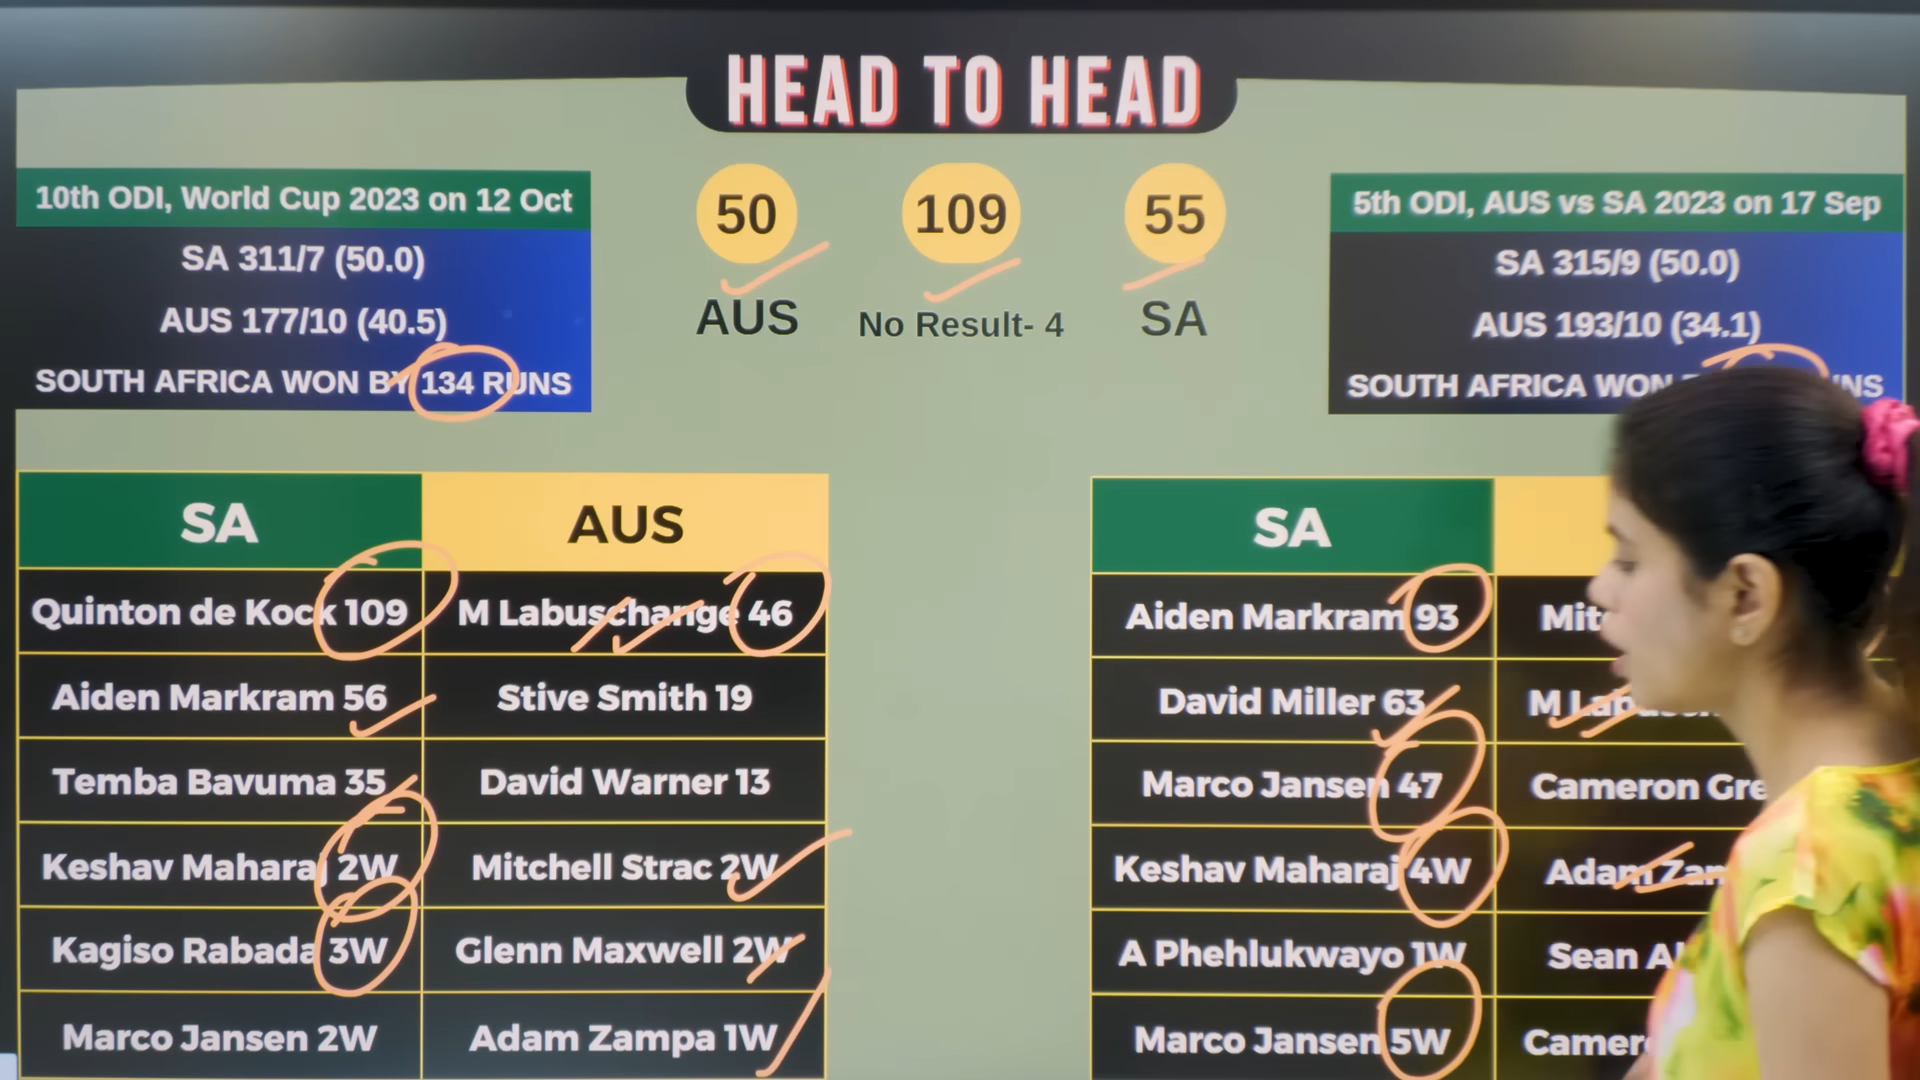 HEAD TO HEAD
10th ODI, World Cup 2023 on 12 Oct
SA 311/7 (50.0)
AUS 177/10 (40.5)
SOUTH AFRICA WON BY 134 RUNS
50
109
55
AUS
No Result- 4
SA
5th ODI, AUS vs SA 2023 on 17 Sep
SA 315/9 (50.0)
AUS 193/10 (34.1)
SOUTH AFRICA WON
SA AUS
Quinton de Kock 109 M Labuschange 46
Aiden Markram 56 Stive Smith 19
Temba Bavuma 35 David Warner 13
Keshav Maharaj 2W Mitchell Strac 2W
Kagiso Rabada 3W Glenn Maxwell 2W
Marco Jansen 2W Adam Zampa 1W
SA
Aiden Markram 93
David Miller 63 M
Marco Jansen 47 Cameron
Keshav Maharaj 4W Adam
A Phehlukwayo 1W Sean
Marco Jansen 5W